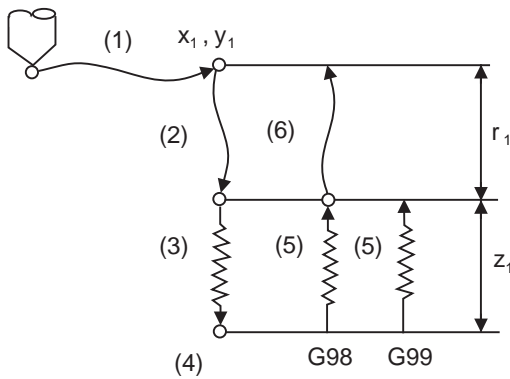 (1)
x₁ , y₁
(2)
(6)
r₁
(3)
(5)
(5)
z₁
(4)
G98
G99